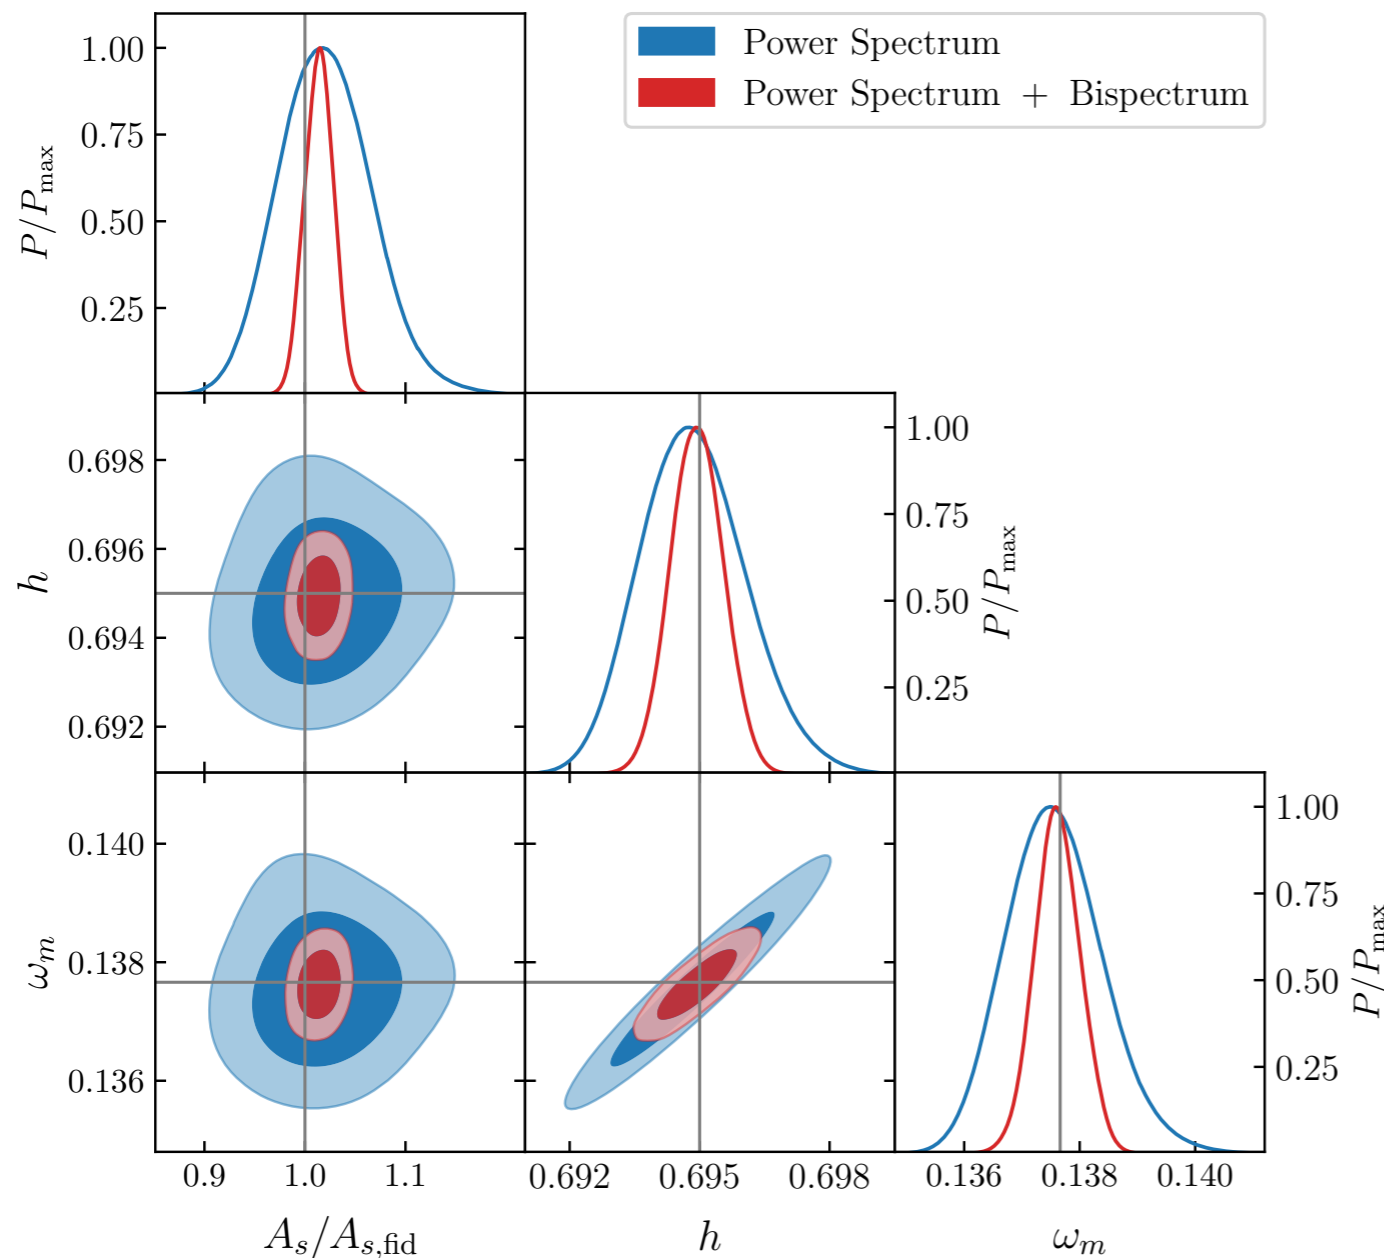 Power Spectrum
Power Spectrum + Bispectrum
1.00
0.75
0.50
0.25
P/P_max
0.698
0.696
0.694
0.692
h
1.00
0.75
0.50
0.25
P/P_max
0.140
0.138
0.136
ω_m
1.00
0.75
0.50
0.25
P/P_max
0.9 1.0 1.1
0.692 0.695 0.698
0.136 0.138 0.140
A_s/A_{s,fid}
h
ω_m